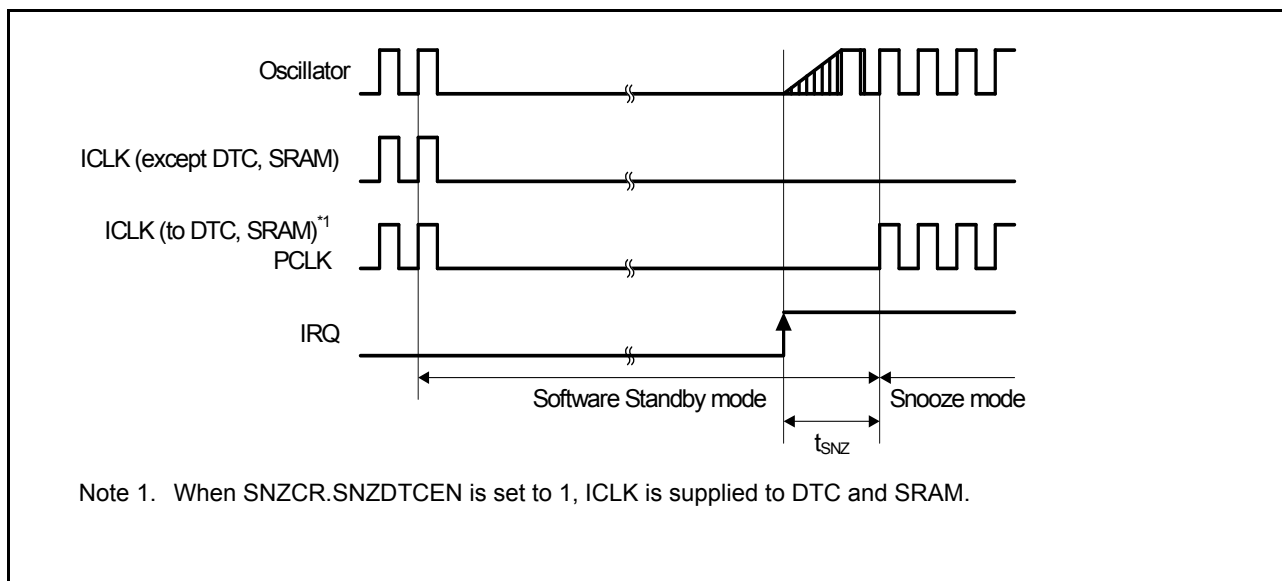 Oscillator
ICLK (except DTC, SRAM)
ICLK (to DTC, SRAM)*1
PCLK
IRQ
Software Standby mode
Snooze mode
tSNZ
Note 1. When SNZCR.SNZDTCEN is set to 1, ICLK is supplied to DTC and SRAM.